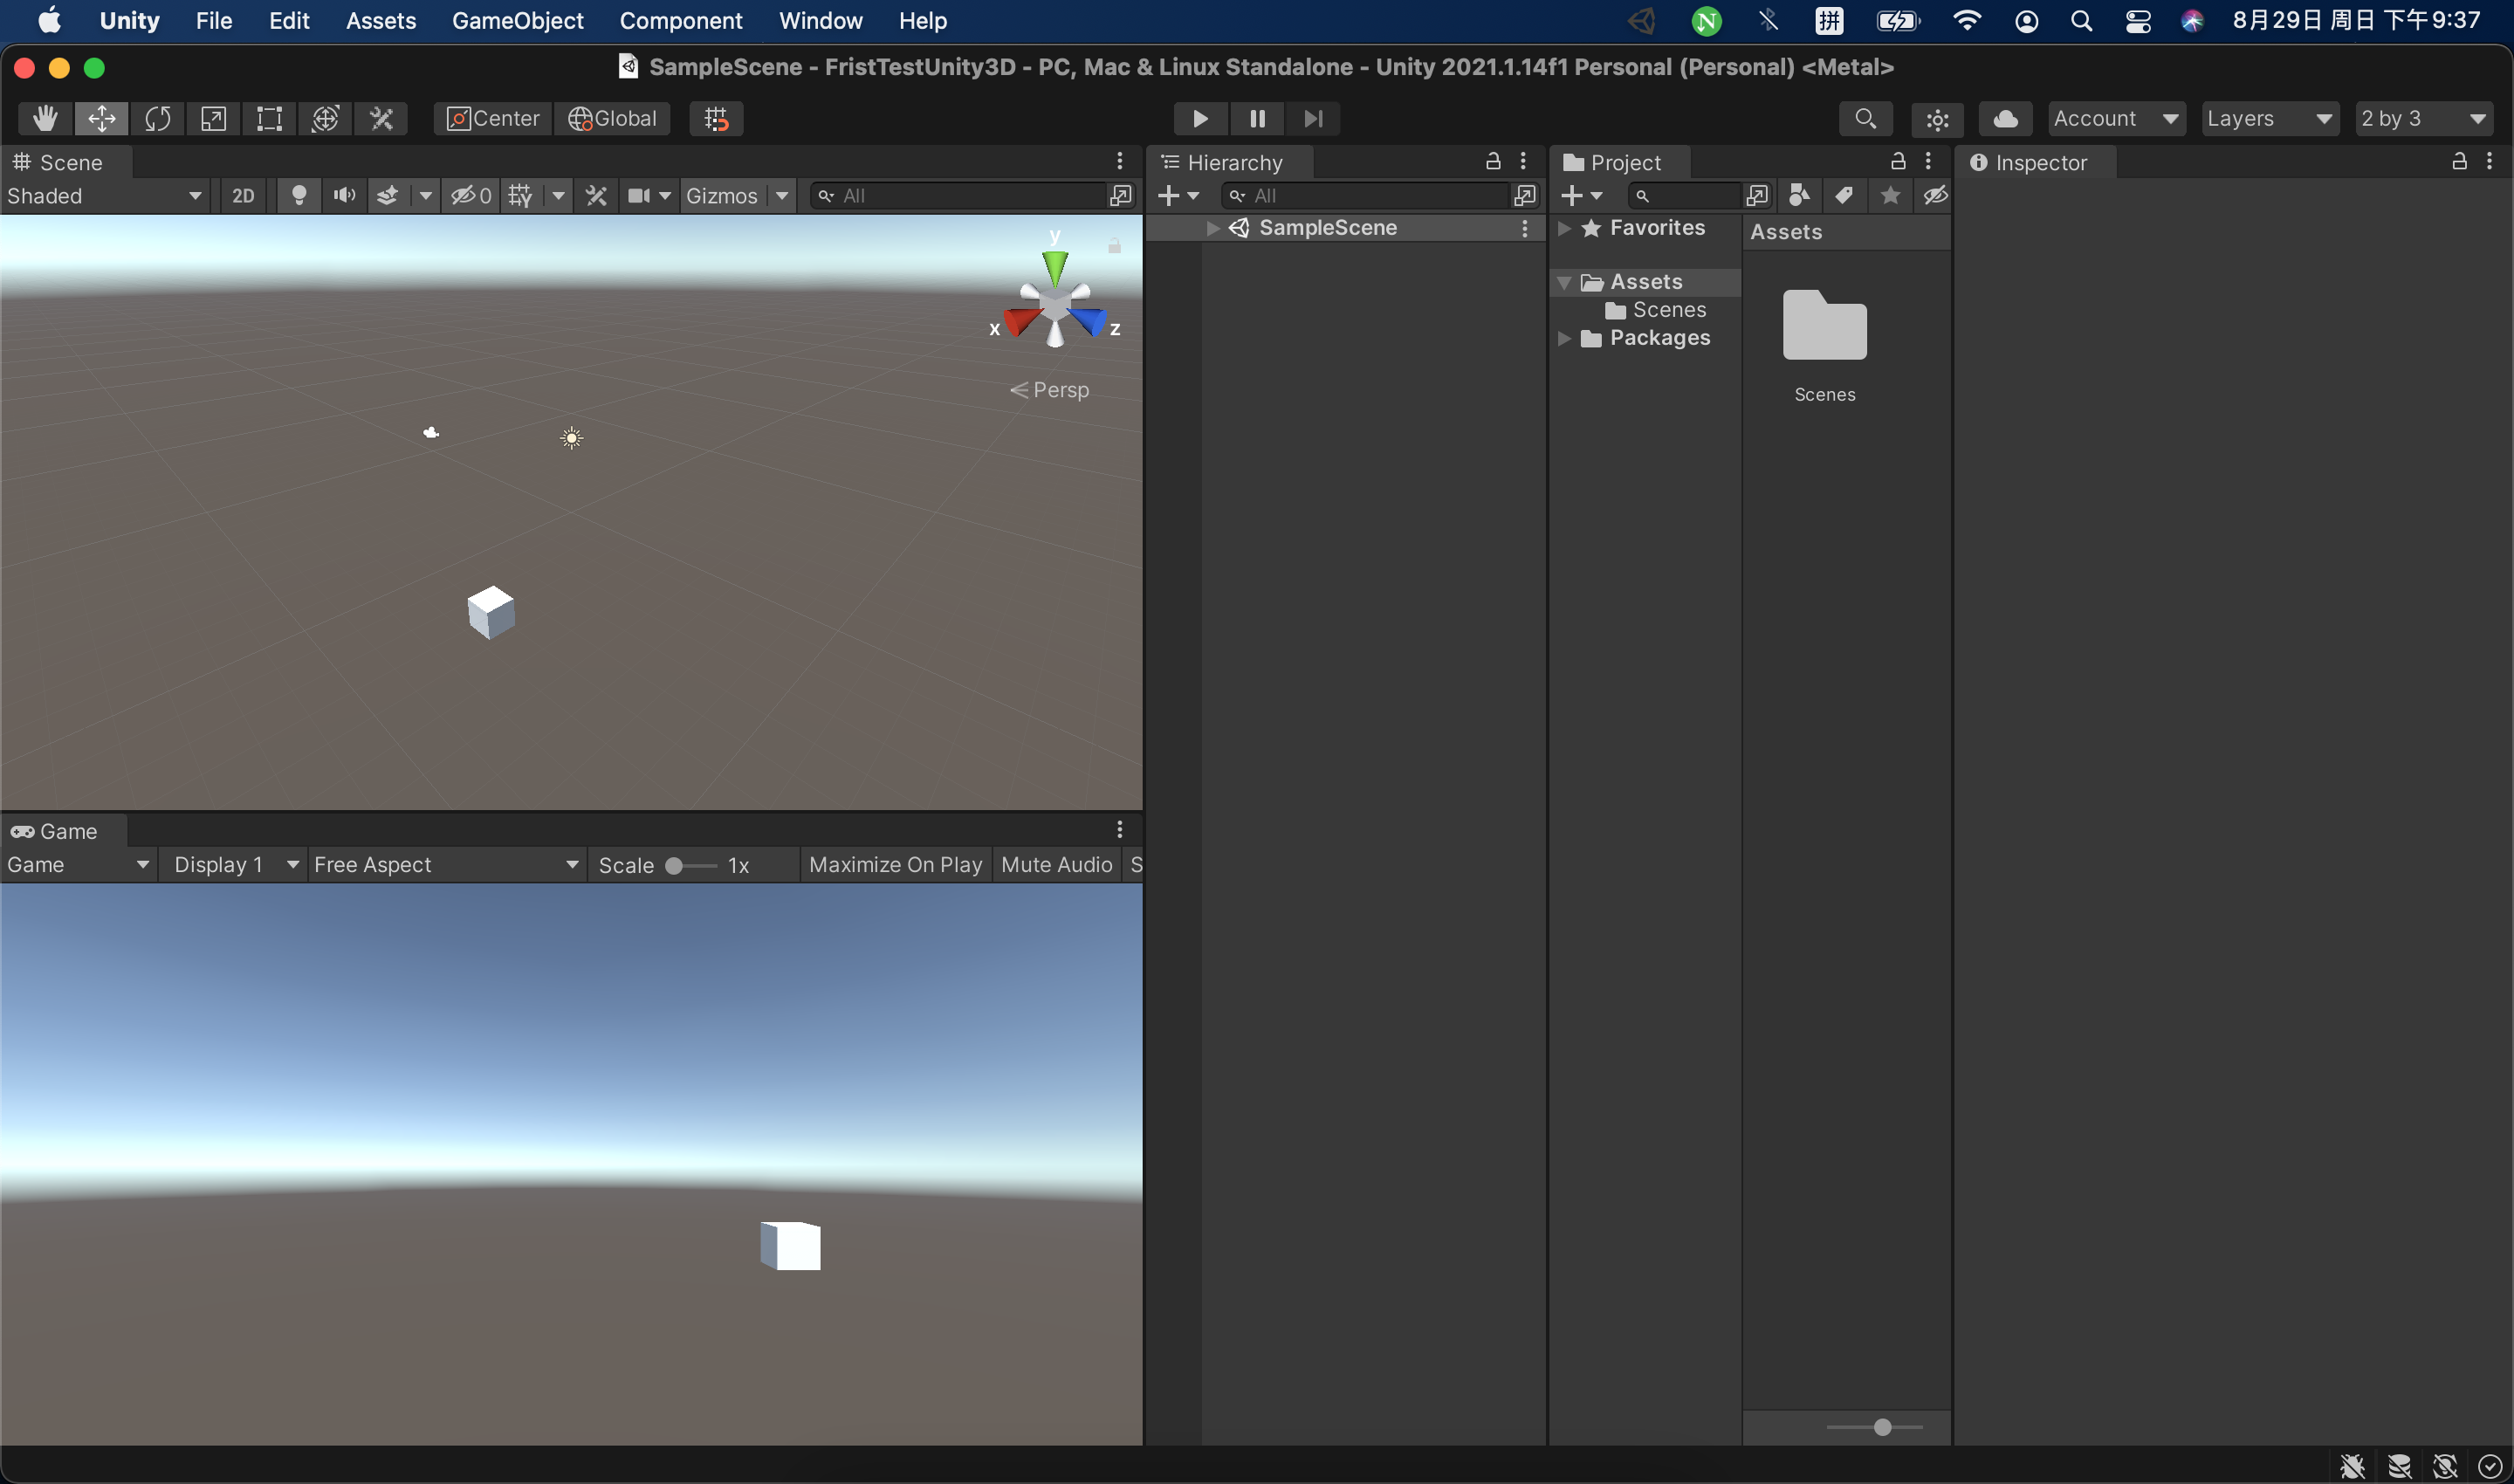 Unity File Edit Assets GameObject Component Window Help 拼 8月29日 周日 下午9:37
SampleScene - FristTestUnity3D - PC, Mac & Linux Standalone - Unity 2021.1.14f1 Personal (Personal) <Metal>
Center Global Account Layers 2 by 3
Scene
Shaded 2D 0 Gizmos All
y
x z
Persp
Game
Game Display 1 Free Aspect Scale 1x Maximize On Play Mute Audio S
Hierarchy
All
SampleScene
Project
Favorites
Assets
Scenes
Packages
Assets
Scenes
Inspector